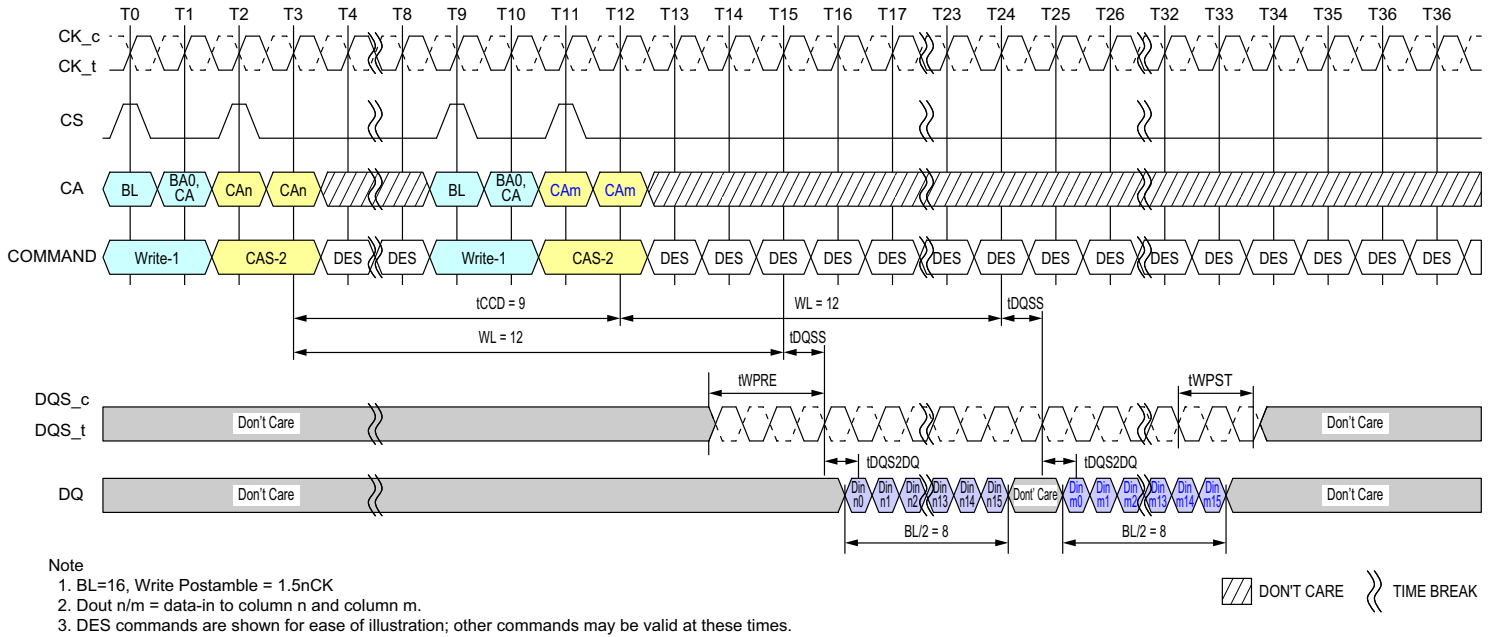 T0 T1 T2 T3 T4 T8 T9 T10 T11 T12 T13 T14 T15 T16 T17 T23 T24 T25 T26 T32 T33 T34 T35 T36 T36
CK_c
CK_t
CS
CA BL BA0, CA CAn CAn BL BA0, CA CAm CAm
COMMAND Write-1 CAS-2 DES DES Write-1 CAS-2 DES DES DES DES DES DES DES DES DES DES DES DES DES DES DES
tCCD = 9 WL = 12 tDQSS
WL = 12 tDQSS
tWPRE tWPST
DQS_c
DQS_t Don't Care Don't Care
tDQS2DQ tDQS2DQ
DQ Don't Care Din n0 Din n1 Din n2 Din n13 Din n14 Din n15 Dont' Care Din m0 Din m1 Din m2 Din m13 Din m14 Din m15 Don't Care
BL/2 = 8 BL/2 = 8
Note
1. BL=16, Write Postamble = 1.5nCK
2. Dout n/m = data-in to column n and column m.
3. DES commands are shown for ease of illustration; other commands may be valid at these times.
DON'T CARE TIME BREAK